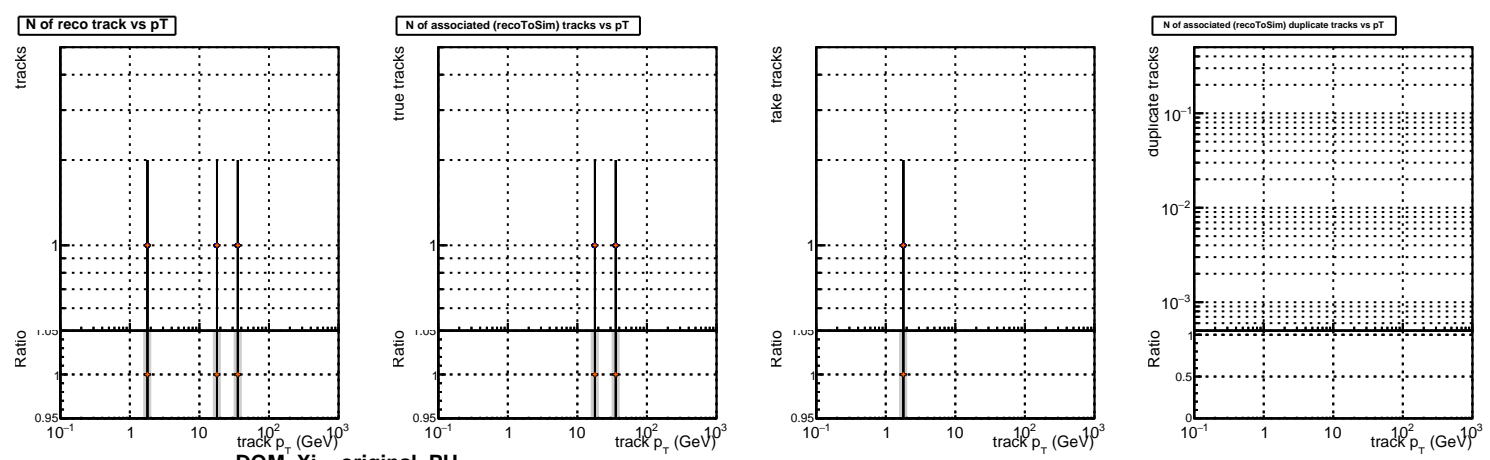 N of reco track vs pT
tracks
1
1.05
Ratio
1
0.95
10⁻¹ 1 10 10² 10³
track p_T (GeV)
N of associated (recoToSim) tracks vs pT
true tracks
1
1.05
Ratio
1
0.95
10⁻¹ 1 10 10² 10³
track p_T (GeV)
fake tracks
1
1.05
Ratio
1
0.95
10⁻¹ 1 10 10² 10³
track p_T (GeV)
N of associated (recoToSim) duplicate tracks vs pT
duplicate tracks
10⁻¹
10⁻²
10⁻³
Ratio
1
0.5
0
10⁻¹ 1 10 10² 10³
track p_T (GeV)